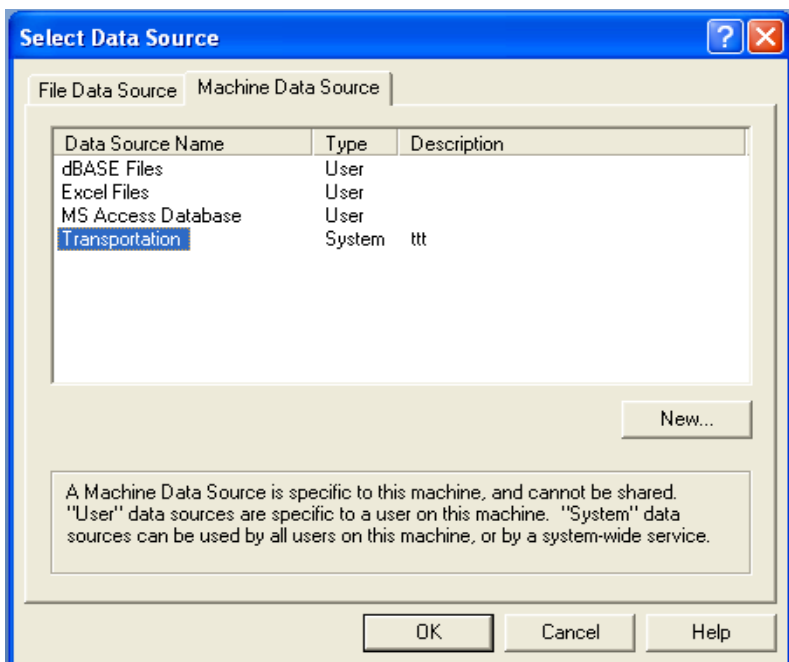 Select Data Source
File Data Source Machine Data Source
Data Source Name Type Description
dBASE Files User
Excel Files User
MS Access Database User
Transportation System ttt
New...
A Machine Data Source is specific to this machine, and cannot be shared.
"User" data sources are specific to a user on this machine. "System" data
sources can be used by all users on this machine, or by a system-wide service.
OK Cancel Help